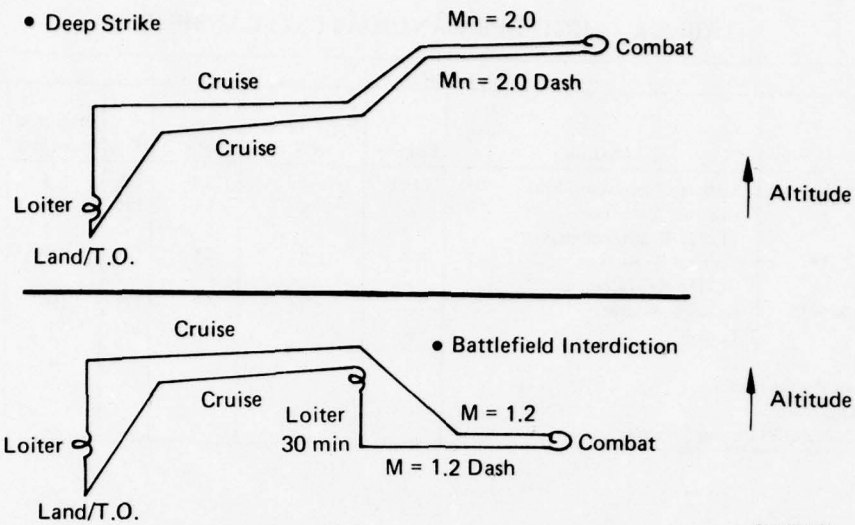 • Deep Strike
Mn = 2.0
Combat
Cruise
Mn = 2.0 Dash
Cruise
Altitude
Loiter
Land/T.O.
Cruise
• Battlefield Interdiction
Altitude
Cruise
Loiter
30 min
M = 1.2
Loiter
Combat
M = 1.2 Dash
Land/T.O.